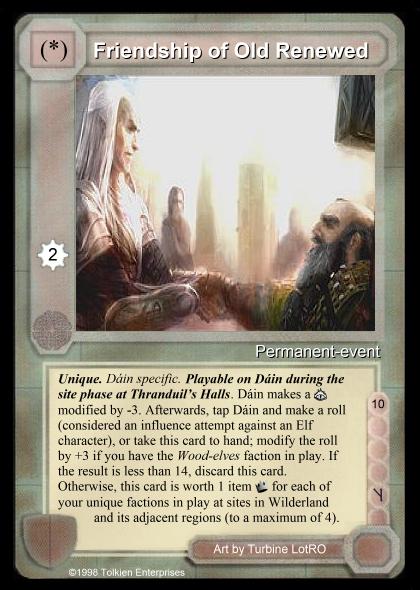 (*)
Friendship of Old Renewed
2
Permanent-event
Unique. Dáin specific. Playable on Dáin during the
site phase at Thranduil's Halls. Dáin makes a
modified by -3. Afterwards, tap Dáin and make a roll
(considered an influence attempt against an Elf
character), or take this card to hand; modify the roll
by +3 if you have the Wood-elves faction in play. If
the result is less than 14, discard this card.
Otherwise, this card is worth 1 item for each of
your unique factions in play at sites in Wilderland
and its adjacent regions (to a maximum of 4).
10
Art by Turbine LotRO
©1998 Tolkien Enterprises